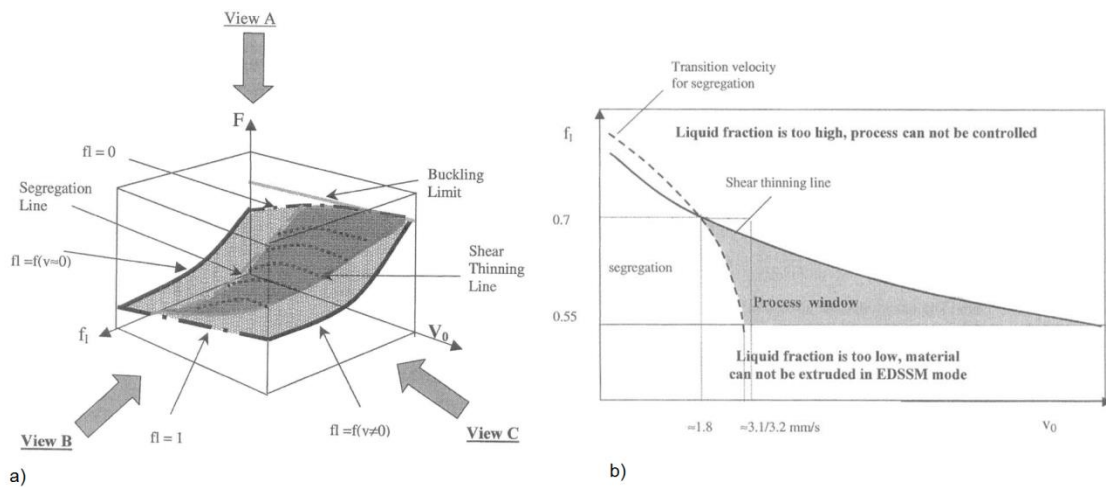 View A
F
fl = 0
Segregation
Line
Buckling
Limit
fl =f(v≈0)
Shear
Thinning
Line
f₁
V₀
View B
fl = 1
fl=f(v≠0)
View C
a)
Transition velocity
for segregation
f₁
Liquid fraction is too high, process can not be controlled
Shear thinning line
0.7
segregation
Process window
0.55
Liquid fraction is too low, material
can not be extruded in EDSSM mode
≈1.8
≈3.1/3.2 mm/s
v₀
b)